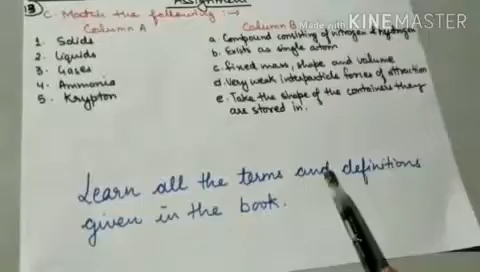 Assignment
B C. Match the following :-
Column A Column B
1. Solids a. Compound consisting of nitrogen & hydrogen
2. Liquids b. Exists as single atom
3. Gases c. Fixed mass, shape and volume
4. Ammonia d. Very weak interparticle forces of attraction
5. Krypton e. Take the shape of the containers they
are stored in.
Learn all the terms and definitions
given in the book.
Made with KINEMASTER